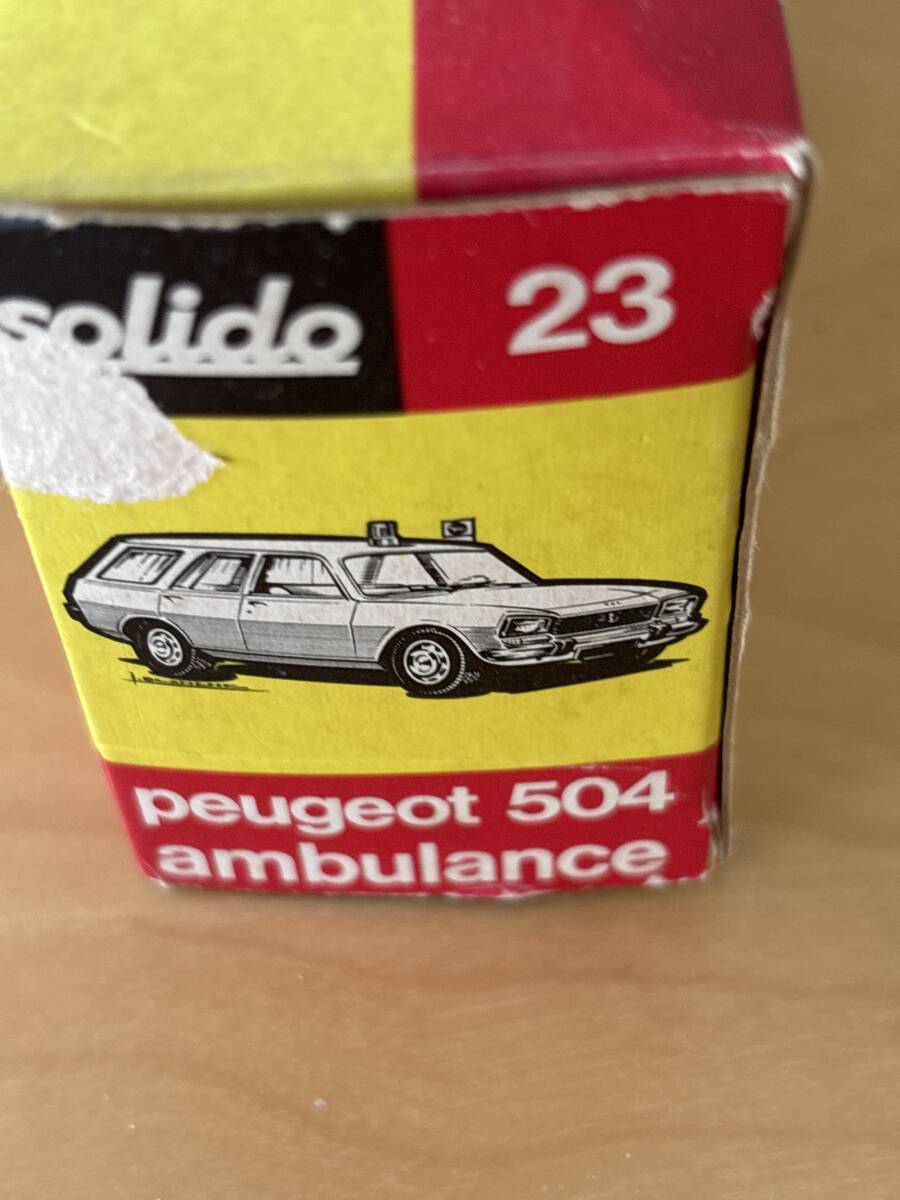 solido
23
peugeot 504
ambulance